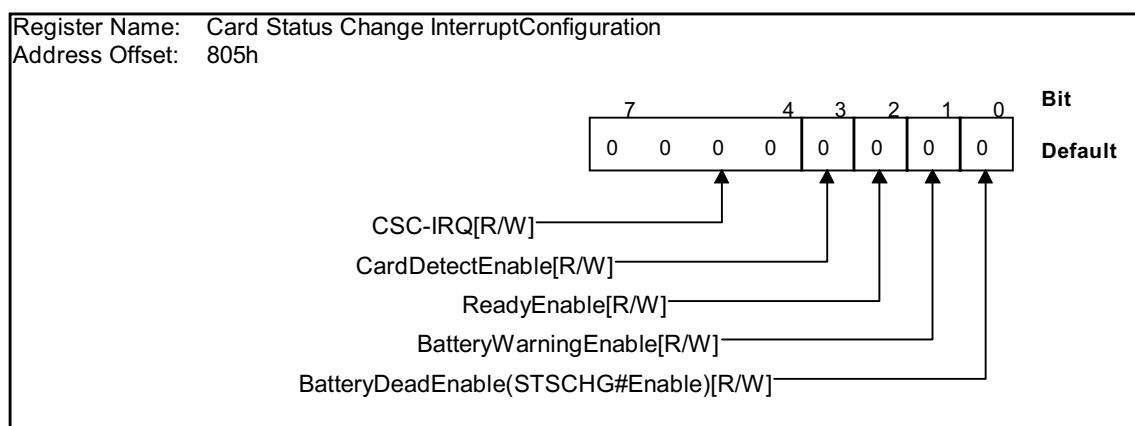 Register Name: Card Status Change InterruptConfiguration
Address Offset: 805h
7 4 3 2 1 0 Bit
0 0 0 0 0 0 0 0 Default
CSC-IRQ[R/W]
CardDetectEnable[R/W]
ReadyEnable[R/W]
BatteryWarningEnable[R/W]
BatteryDeadEnable(STSCHG#Enable)[R/W]